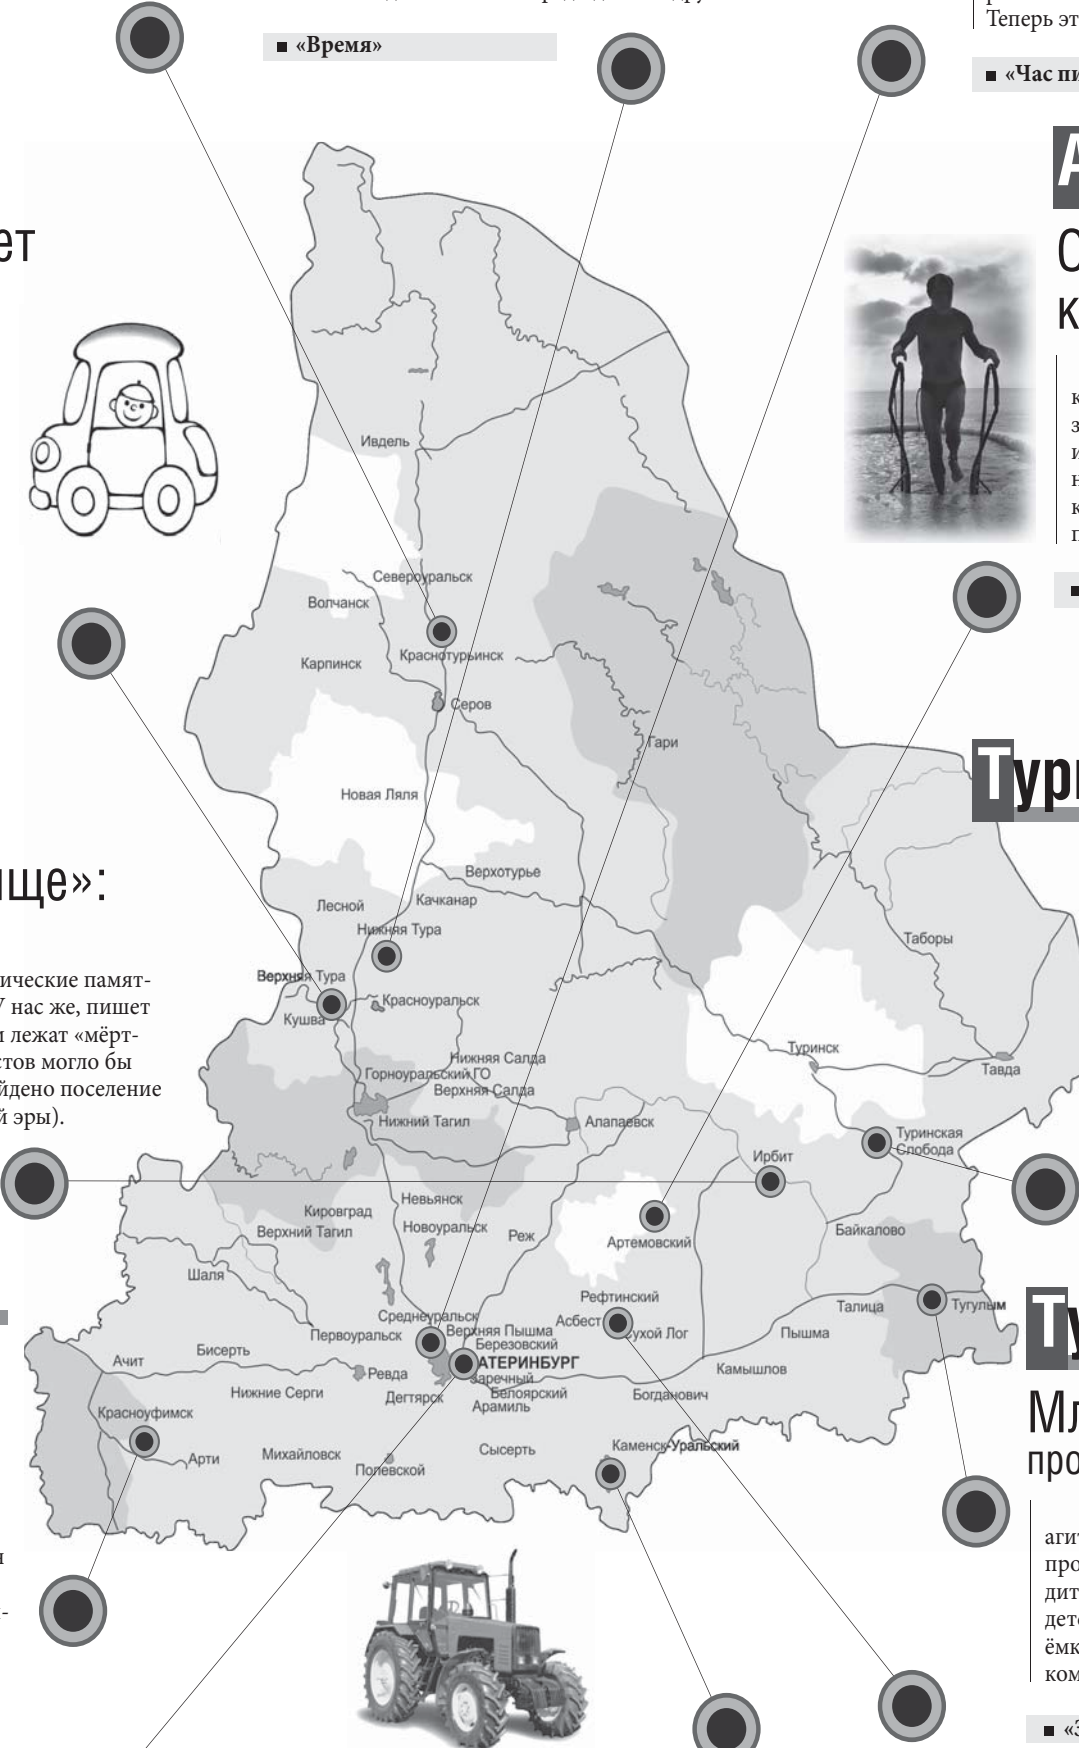 Теперь
■ «Время»
■ «Час
ет
ище»:
ические памят-
У нас же, пишет
и лежат «мёрт-
стов могло бы
йдено поселение
й эры).
Ивдель
Североуральск
Волчанск
Краснотурьинск
Карпинск
Серов
Гари
Новая Ляля
Верхотурье
Качканар
Лесной
Нижняя Тура
Таборы
Верхняя Тура
Красноуральск
Кушва
Туринск
Нижняя Салда
Тавда
Горноуральский ГО
Верхняя Салда
Нижний Тагил
Алапаевск
Туринская
Слобода
Ирбит
Невьянск
Кировград
Новоуральск
Верхний Тагил
Реж
Артемовский
Байкалово
Шаля
Рефтинский
Талица
Тугулым
Среднеуральск
Асбест
Верхняя Пышма
Сухой Лог
Пышма
Первоуральск
Березовский
Бисерть
Ачит
АТЕРИНБУРГ
Камышлов
Ревда
Заречный
Нижние Серги
Белоярский
Богданович
Дегтярск
Арамиль
Красноуфимск
Каменск-Уральский
Сысерть
Михайловск
Арти
Полевской
Мл
про
агит
про
дит
дет
ёмк
ком